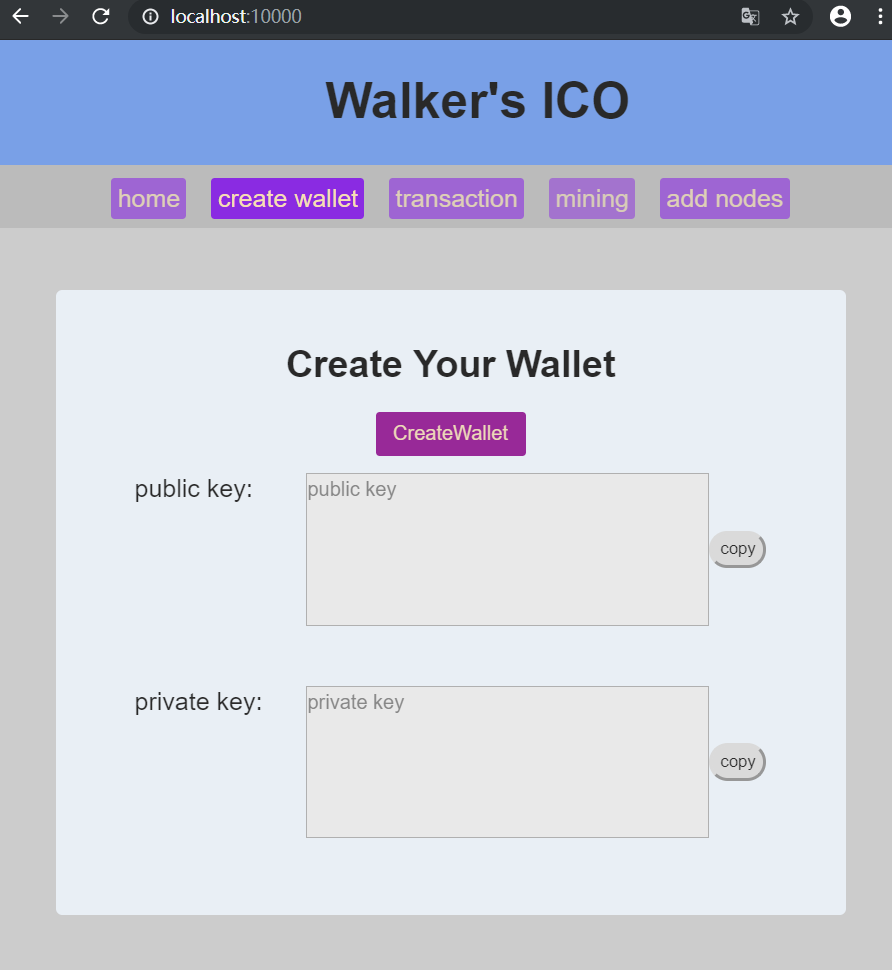 localhost:10000
Walker's ICO
home create wallet transaction mining add nodes
Create Your Wallet
CreateWallet
public key: public key
copy
private key: private key
copy